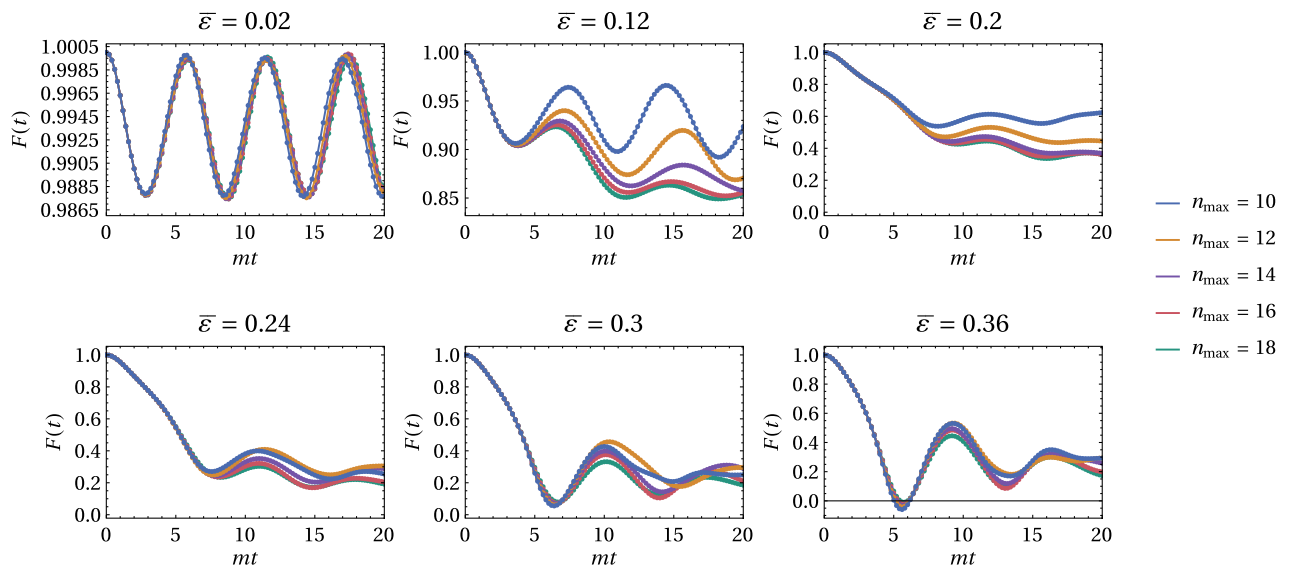 ε̅ = 0.02
ε̅ = 0.12
ε̅ = 0.2
F(t)
1.0005
0.9985
0.9965
0.9945
0.9925
0.9905
0.9885
0.9865
0 5 10 15 20
mt
F(t)
1.00
0.95
0.90
0.85
0 5 10 15 20
mt
F(t)
1.0
0.8
0.6
0.4
0.2
0.0
0 5 10 15 20
mt
n_max = 10
n_max = 12
n_max = 14
n_max = 16
n_max = 18
ε̅ = 0.24
ε̅ = 0.3
ε̅ = 0.36
F(t)
1.0
0.8
0.6
0.4
0.2
0.0
0 5 10 15 20
mt
F(t)
1.0
0.8
0.6
0.4
0.2
0.0
0 5 10 15 20
mt
F(t)
1.0
0.8
0.6
0.4
0.2
0.0
0 5 10 15 20
mt